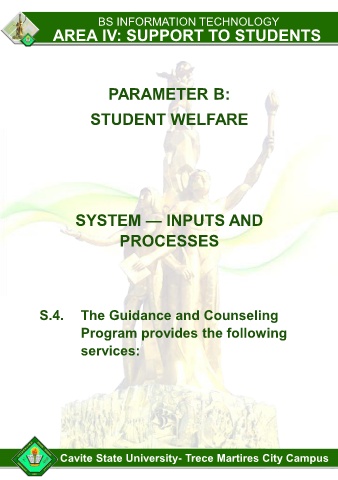 BS INFORMATION TECHNOLOGY
AREA IV: SUPPORT TO STUDENTS
PARAMETER B:
STUDENT WELFARE
SYSTEM — INPUTS AND
PROCESSES
S.4. The Guidance and Counseling
Program provides the following
services:
Cavite State University- Trece Martires City Campus